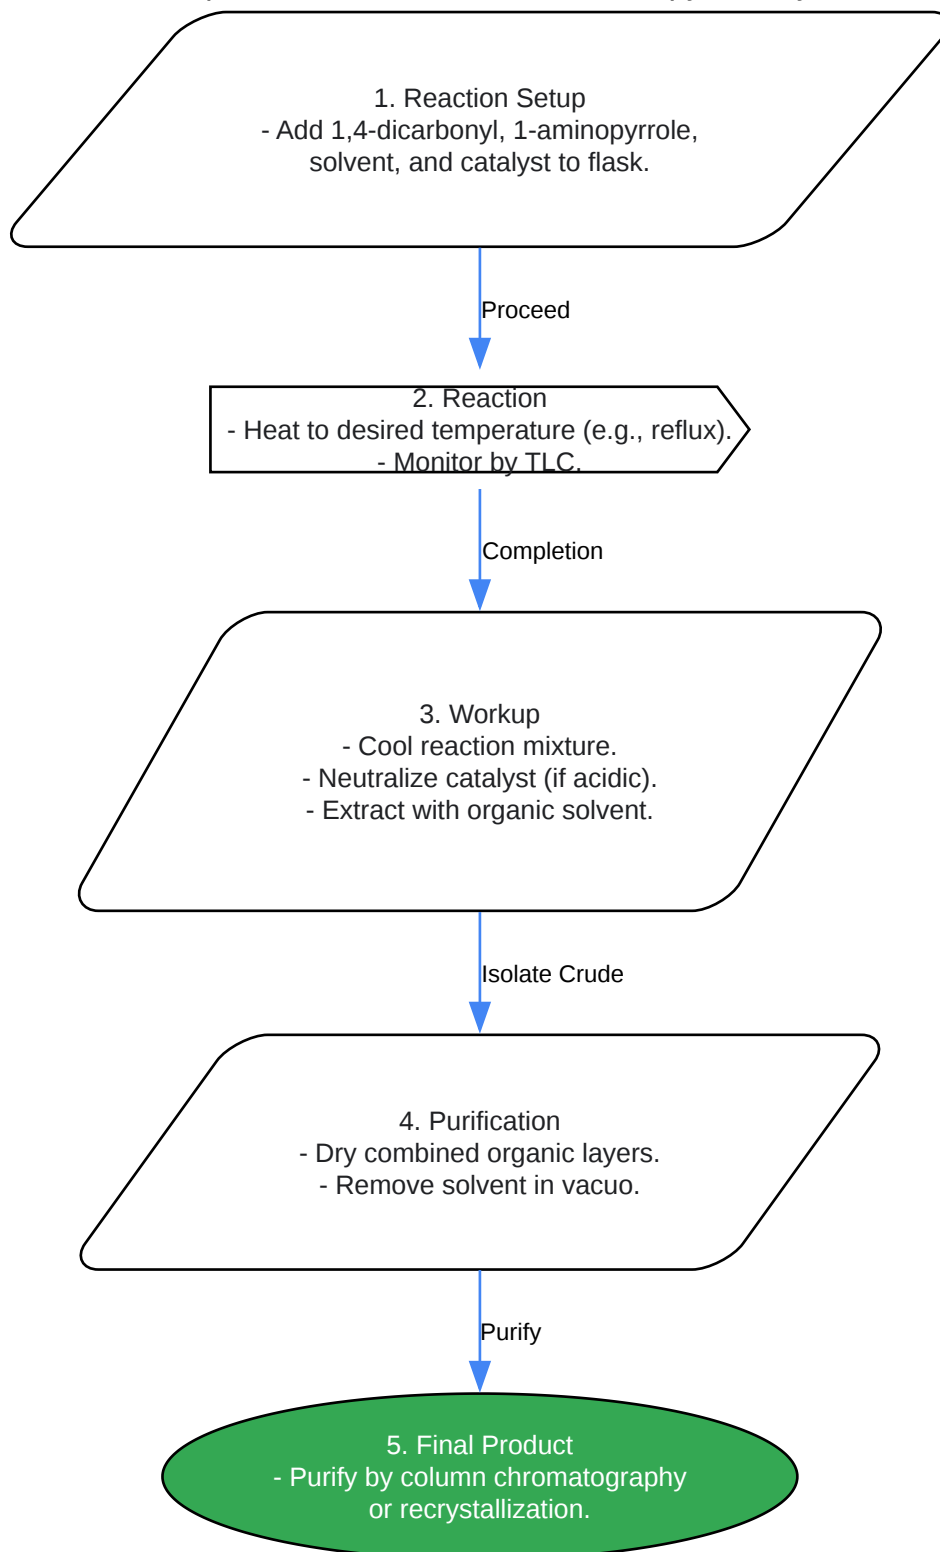 1. Reaction Setup
- Add 1,4-dicarbonyl, 1-aminopyrrole,
solvent, and catalyst to flask.
Proceed
2. Reaction
- Heat to desired temperature (e.g., reflux).
- Monitor by TLC.
Completion
3. Workup
- Cool reaction mixture.
- Neutralize catalyst (if acidic).
- Extract with organic solvent.
Isolate Crude
4. Purification
- Dry combined organic layers.
- Remove solvent in vacuo.
Purify
5. Final Product
- Purify by column chromatography
or recrystallization.